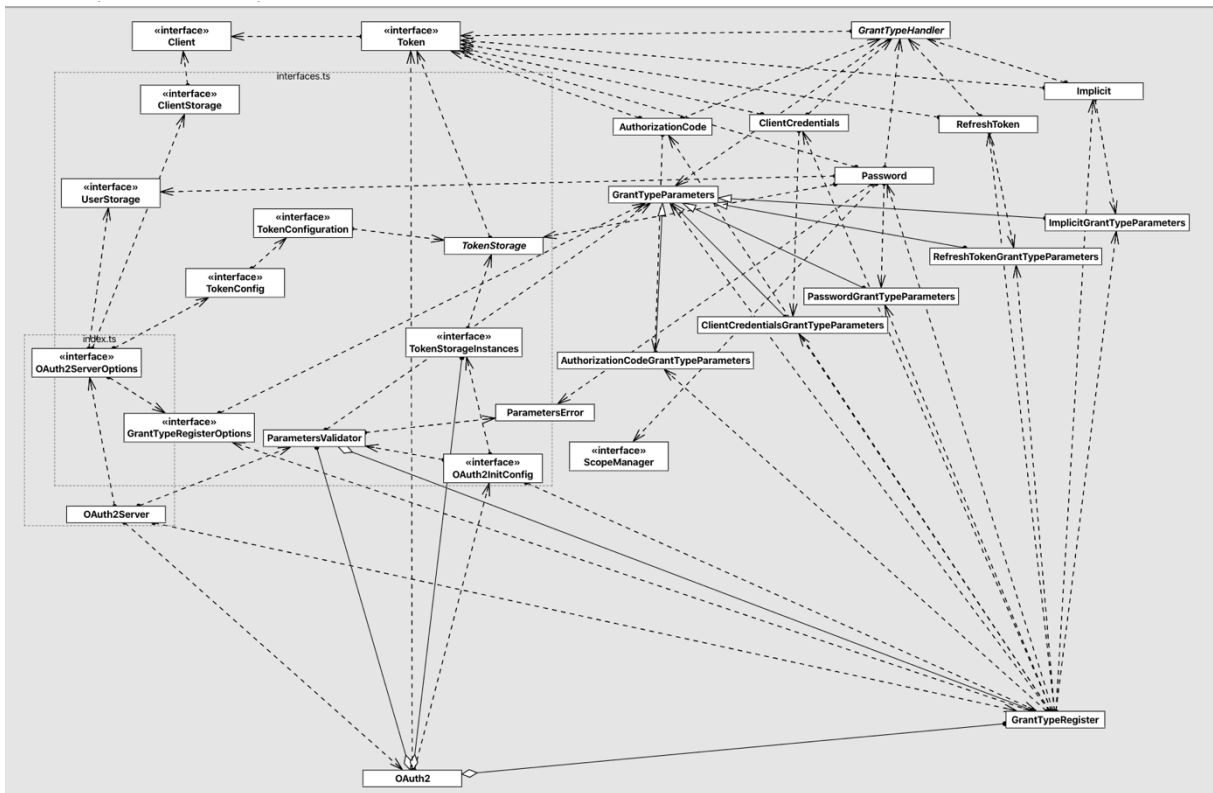 «interface»
Client
«interface»
Token
GrantTypeHandler
interfaces.ts
«interface»
ClientStorage
Implicit
AuthorizationCode
ClientCredentials
RefreshToken
Password
«interface»
UserStorage
GrantTypeParameters
«interface»
TokenConfiguration
ImplicitGrantTypeParameters
TokenStorage
RefreshTokenGrantTypeParameters
«interface»
TokenConfig
PasswordGrantTypeParameters
ClientCredentialsGrantTypeParameters
index.ts
«interface»
OAuth2ServerOptions
«interface»
TokenStorageInstances
AuthorizationCodeGrantTypeParameters
«interface»
GrantTypeRegisterOptions
ParametersError
ParametersValidator
«interface»
ScopeManager
«interface»
OAuth2InitConfig
OAuth2Server
GrantTypeRegister
OAuth2